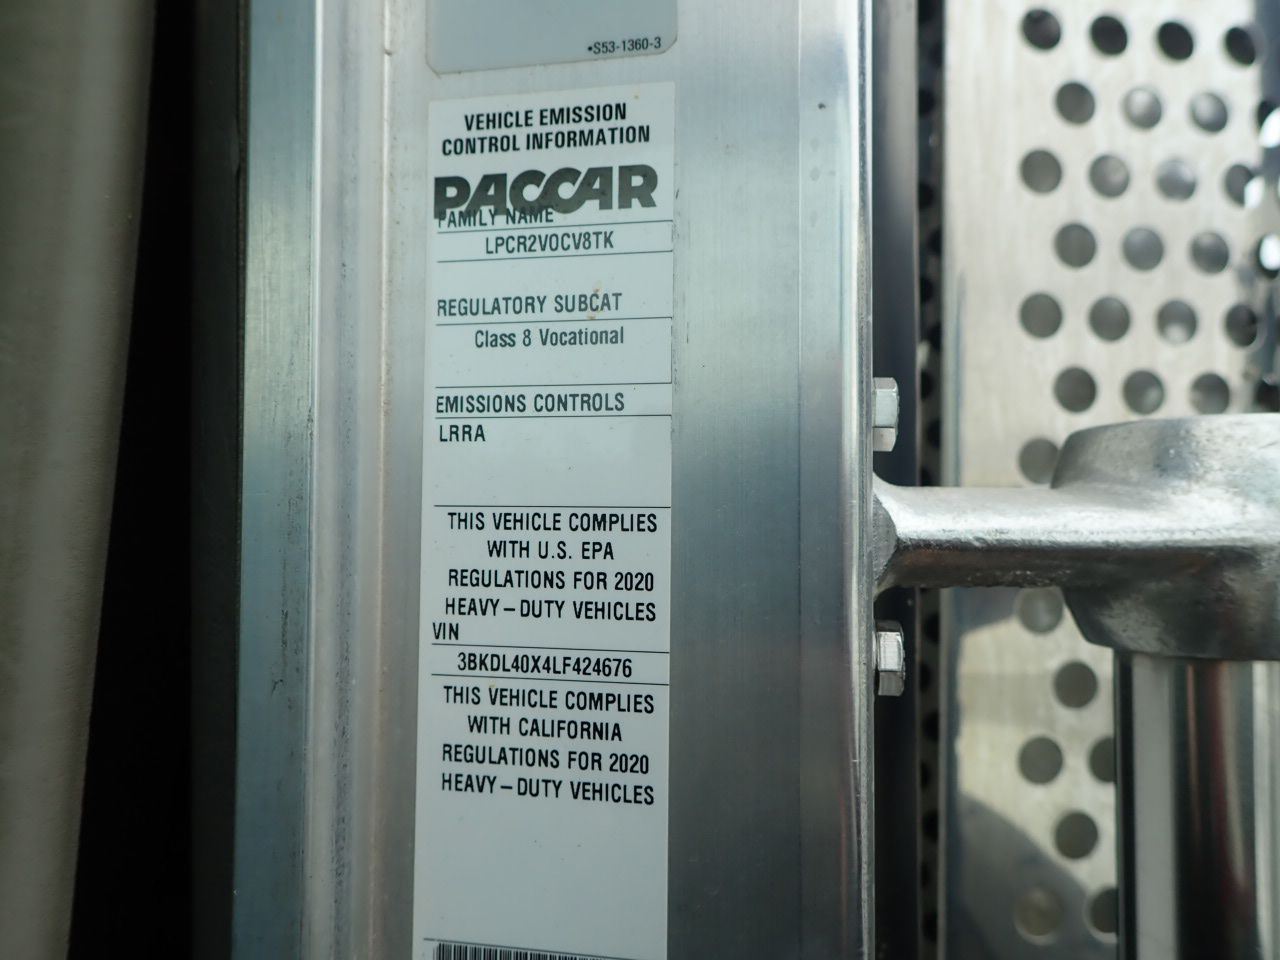 •S53-1360-3
VEHICLE EMISSION
CONTROL INFORMATION
PACCAR
FAMILY NAME
LPCR2VOCV8TK
REGULATORY SUBCAT
Class 8 Vocational
EMISSIONS CONTROLS
LRRA
THIS VEHICLE COMPLIES
WITH U.S. EPA
REGULATIONS FOR 2020
HEAVY–DUTY VEHICLES
VIN
3BKDL40X4LF424676
THIS VEHICLE COMPLIES
WITH CALIFORNIA
REGULATIONS FOR 2020
HEAVY–DUTY VEHICLES